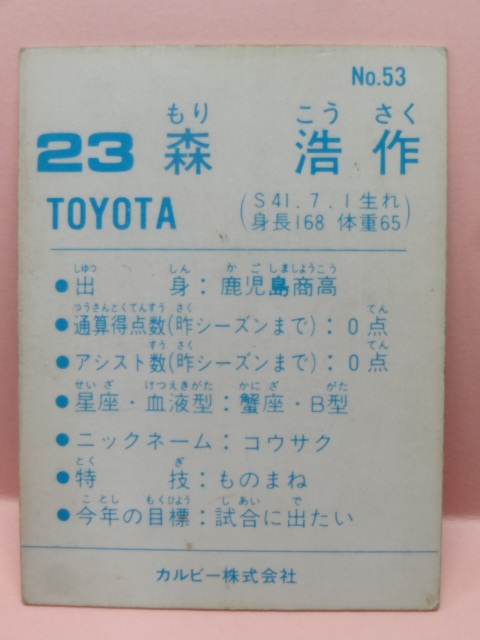 No.53
もり こう さく
23 森 浩 作
TOYOTA (S41.7.1生れ
身長168 体重65)
しゅつ しん かごしましょうこう
●出 身：鹿児島商高
つうさんとくてんすう さく てん
●通算得点数(昨シーズンまで)：0点
すう さく てん
●アシスト数(昨シーズンまで)：0点
せいざ けつえきがた かにざ がた
●星座・血液型：蟹座・B型
●ニックネーム：コウサク
とく ぎ
●特 技：ものまね
ことし もくひょう しあい で
●今年の目標：試合に出たい
カルビー株式会社